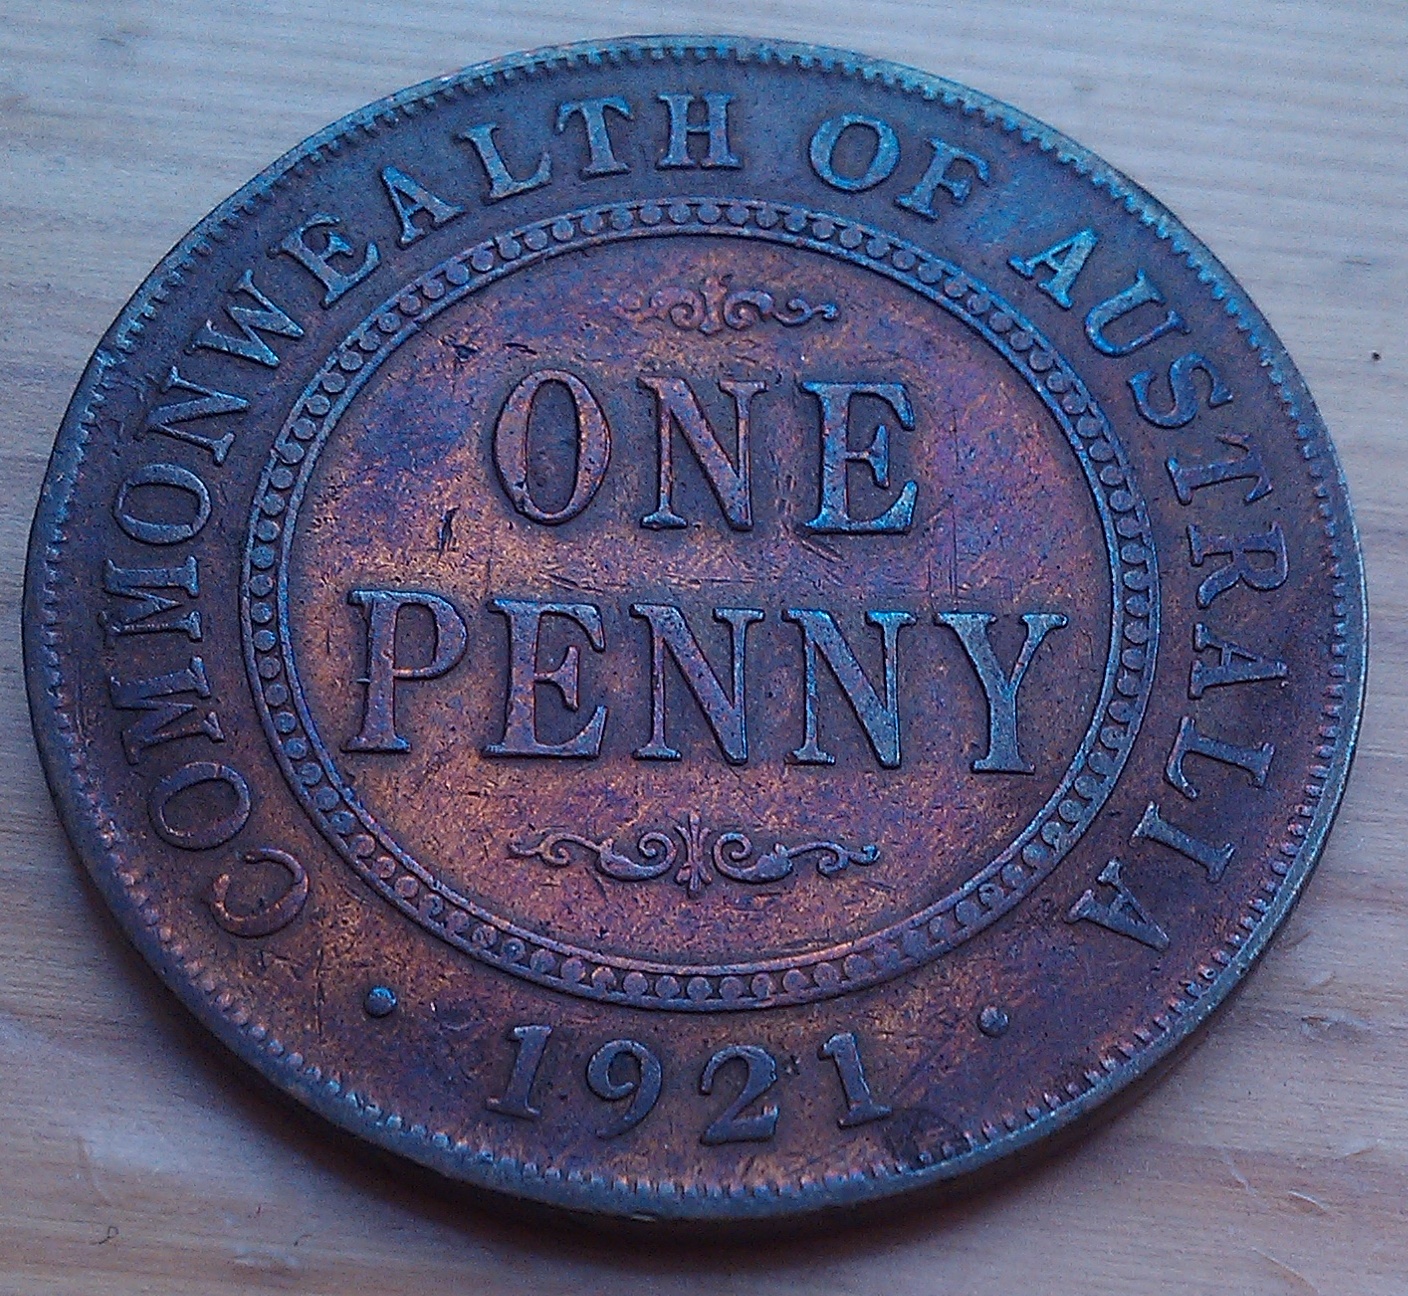 COMMONWEALTH OF AUSTRALIA
ONE
PENNY
· 1921 ·